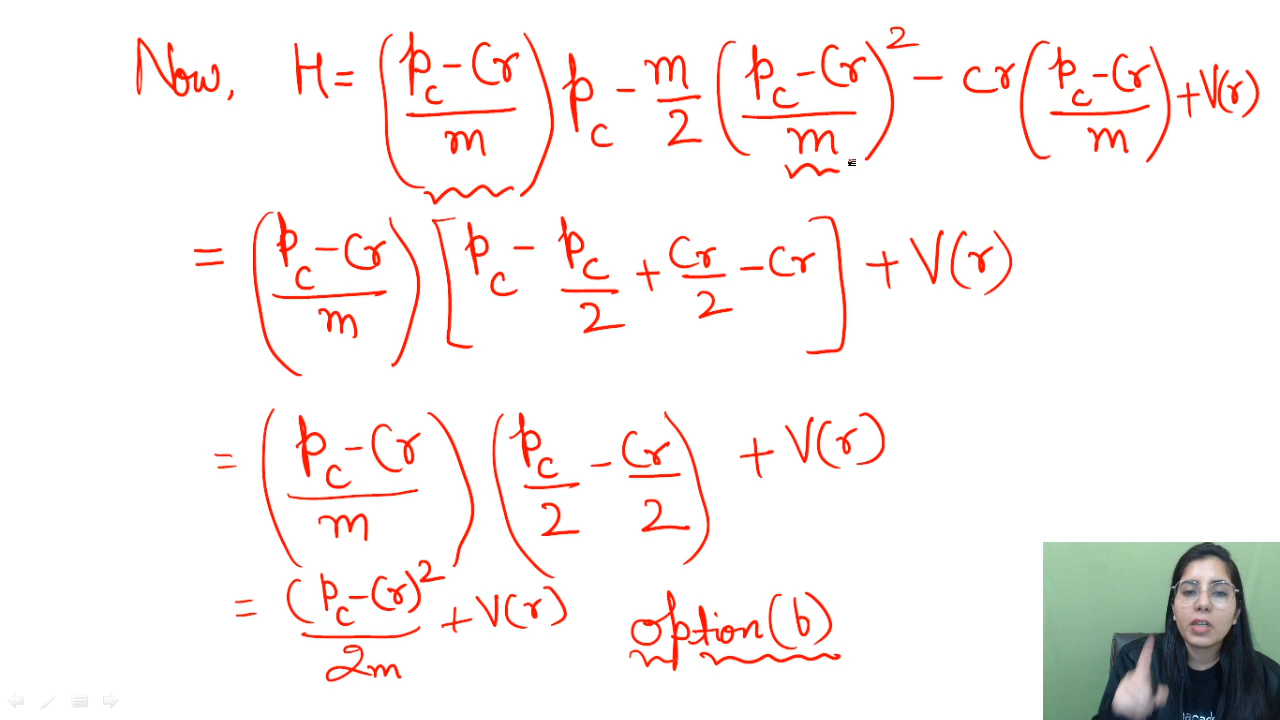 Now, H = ((p_c - Cr)/m) p_c - m/2 ((p_c - Cr)/m)² - cr ((p_c - Cr)/m) + V(r)
= ((p_c - Cr)/m) [p_c - p_c/2 + Cr/2 - Cr] + V(r)
= ((p_c - Cr)/m) (p_c/2 - Cr/2) + V(r)
= (p_c - Cr)²/2m + V(r) option (b)